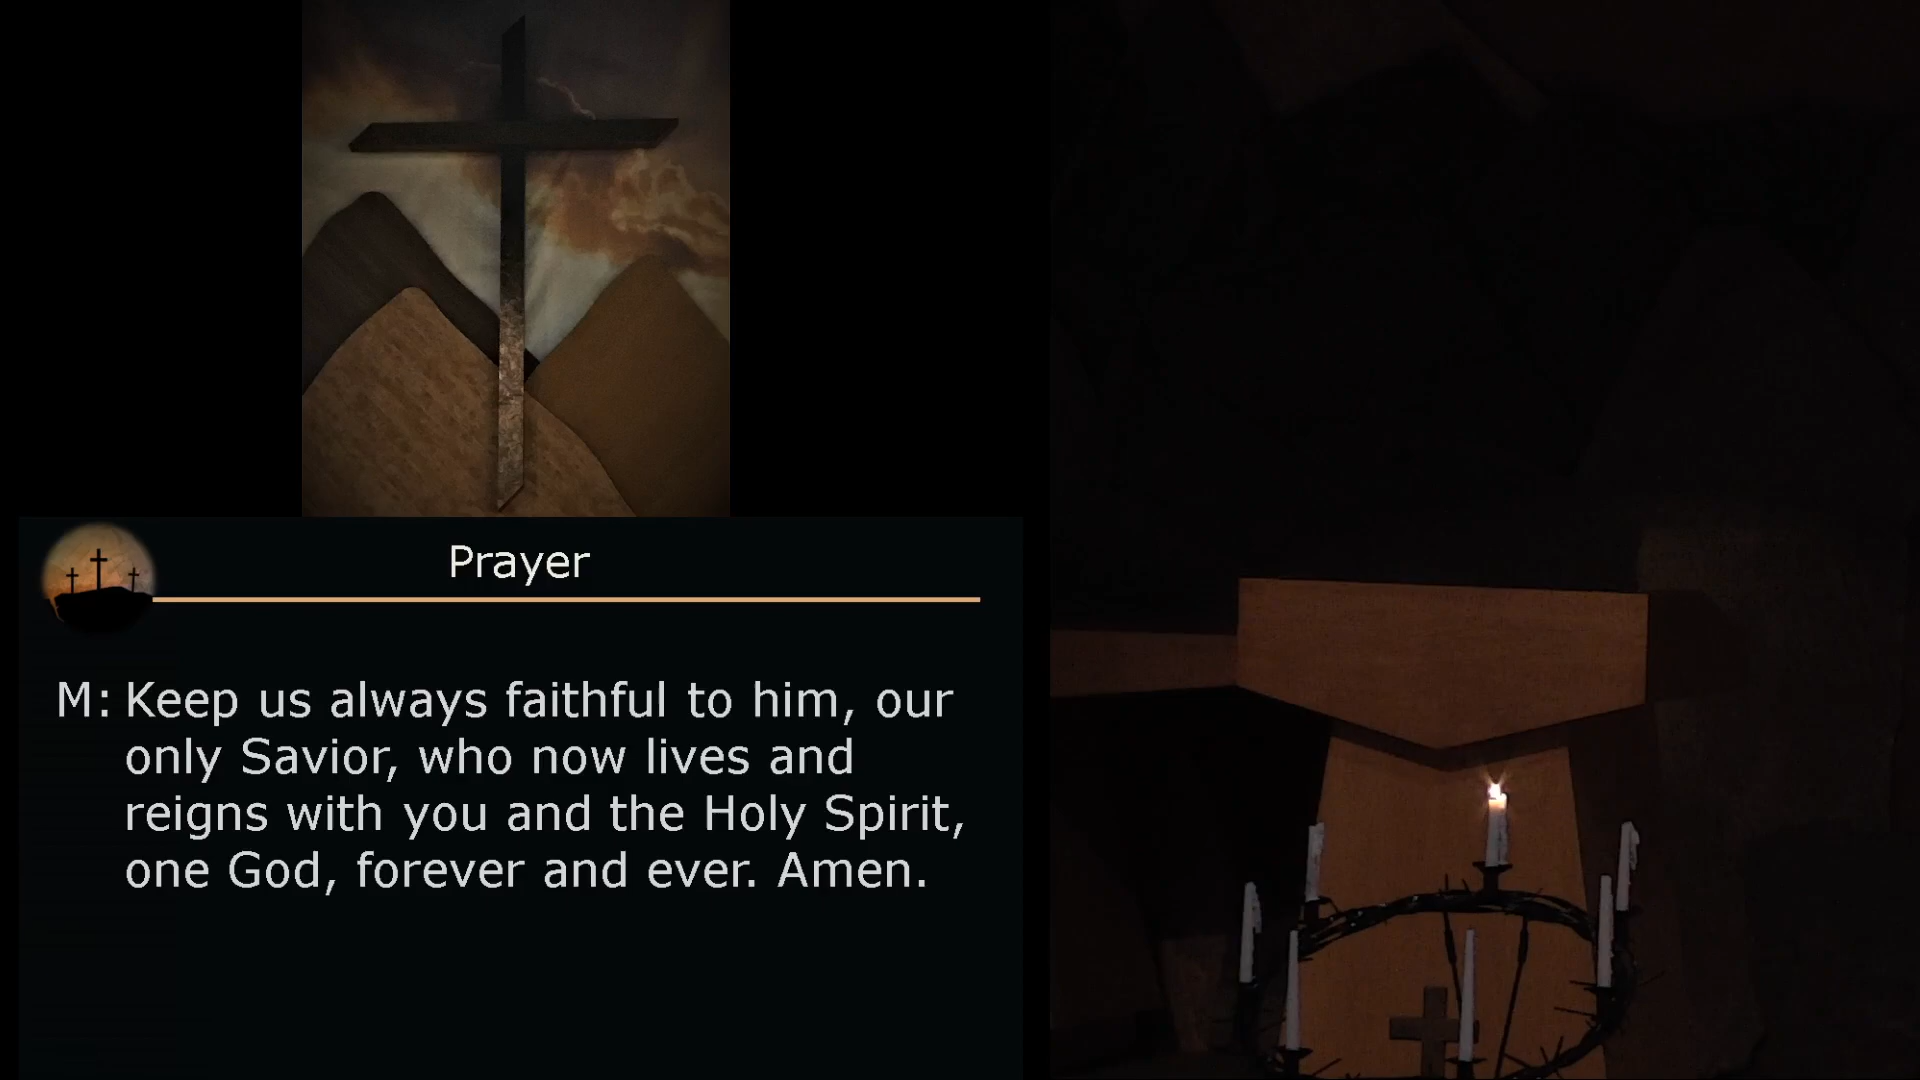 Prayer
M: Keep us always faithful to him, our
only Savior, who now lives and
reigns with you and the Holy Spirit,
one God, forever and ever. Amen.